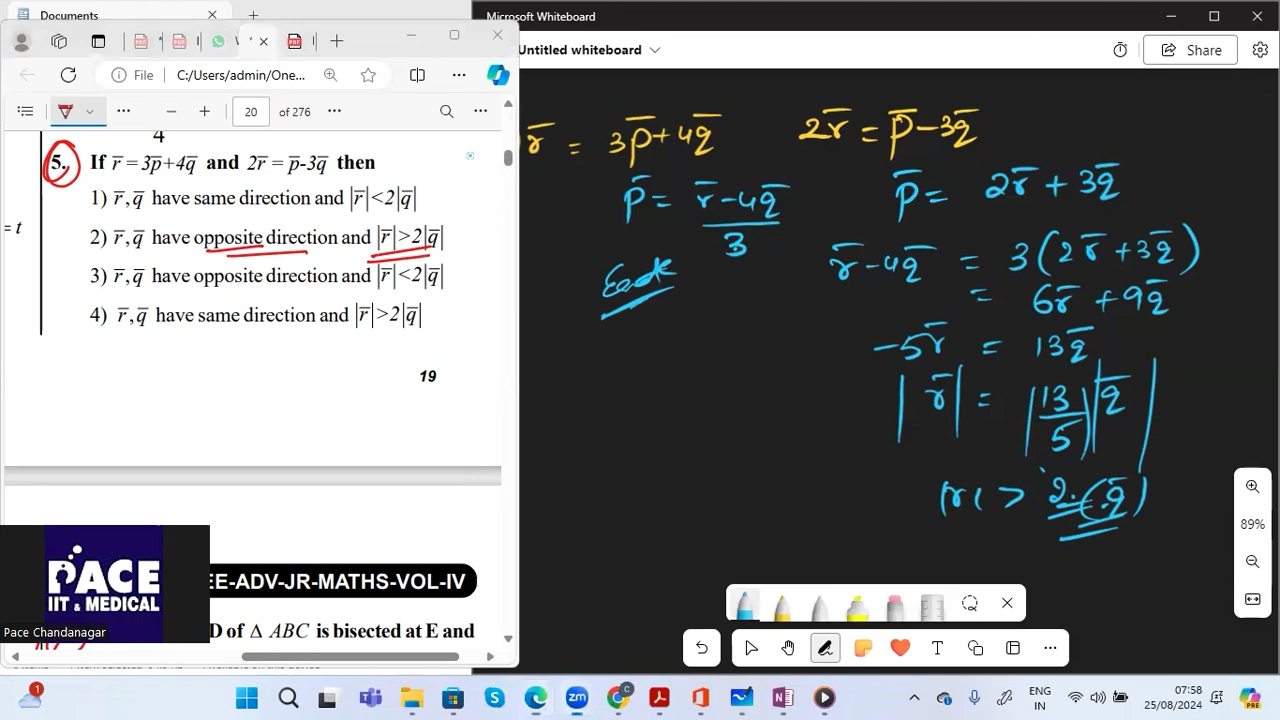 Documents
Microsoft Whiteboard
Untitled whiteboard
Share
File
C:/Users/admin/One...
20 of 276
4
5. If r̅ = 3p̅+4q̅ and 2r̅ = p̅-3q̅ then
1) r̅,q̅ have same direction and |r̅|<2|q̅|
2) r̅,q̅ have opposite direction and |r̅|>2|q̅|
3) r̅,q̅ have opposite direction and |r̅|<2|q̅|
4) r̅,q̅ have same direction and |r̅|>2|q̅|
= t
19
PACE
IIT & MEDICAL
Pace Chandanagar
EE-ADV-JR-MATHS-VOL-IV
D of Δ ABC is bisected at E and
r̅ = 3p̅+4q̅
2r̅ = p̅-3q̅
p̅ = r̅-4q̅ / 3
p̅ = 2r̅ + 3q̅
r̅-4q̅ = 3(2r̅+3q̅)
= 6r̅ +9q̅
-5r̅ = 13q̅
|r̅| = |13/5||q̅|
|r| > 2.(q̅)
89%
1
ENG
IN
07:58
25/08/2024